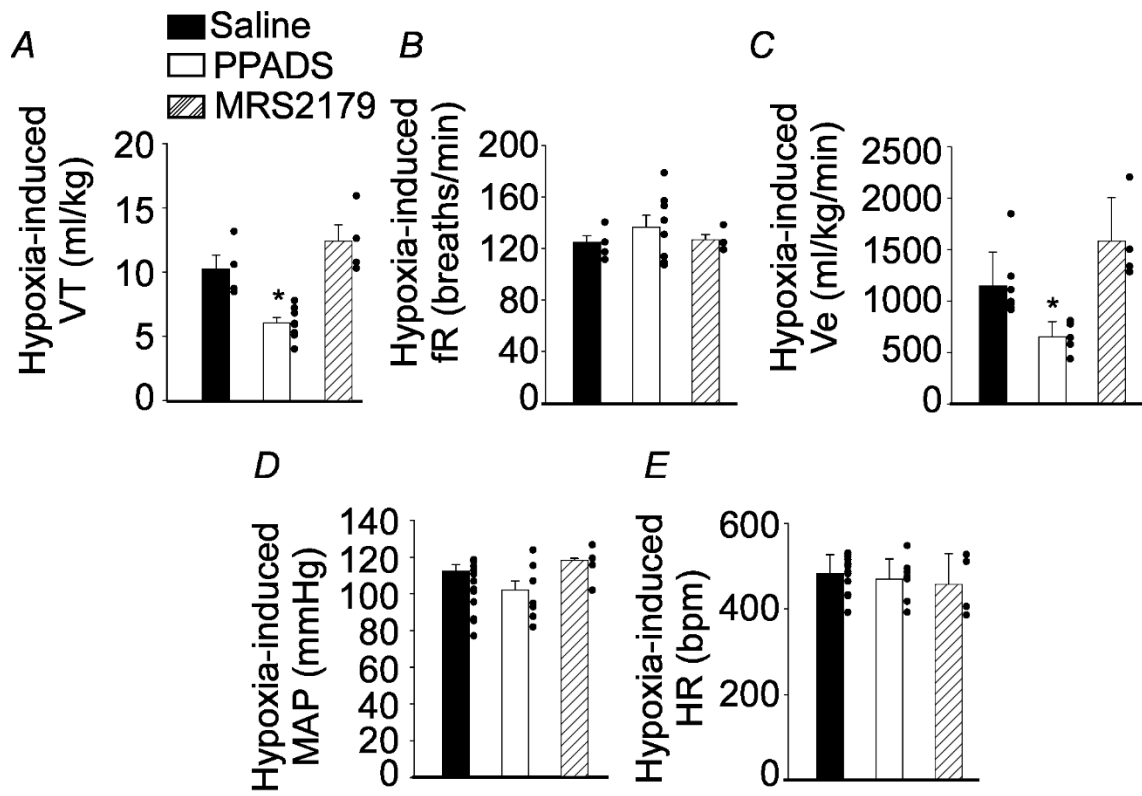 A
Saline
PPADS
MRS2179
Hypoxia-induced
VT (ml/kg)
20
15
10
5
0
*
B
Hypoxia-induced
fR (breaths/min)
200
160
120
80
40
0
C
Hypoxia-induced
Ve (ml/kg/min)
2500
2000
1500
1000
500
0
*
D
Hypoxia-induced
MAP (mmHg)
140
120
100
80
60
40
20
0
E
Hypoxia-induced
HR (bpm)
600
400
200
0